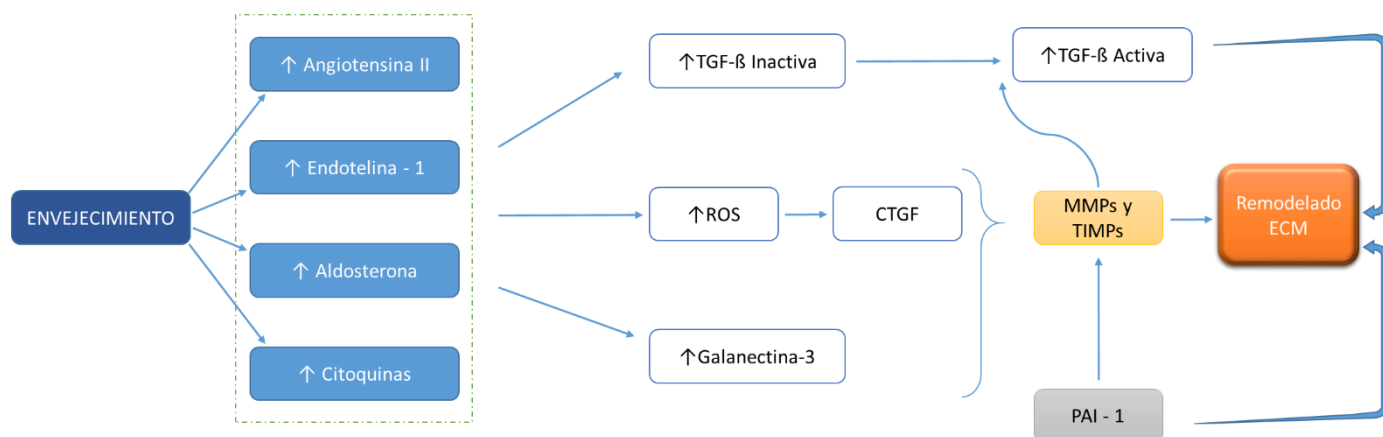 ENVEJECIMIENTO
↑ Angiotensina II
↑ Endotelina - 1
↑ Aldosterona
↑ Citoquinas
↑TGF-ß Inactiva
↑TGF-ß Activa
↑ROS
CTGF
↑Galanectina-3
MMPs y
TIMPs
PAI - 1
Remodelado
ECM